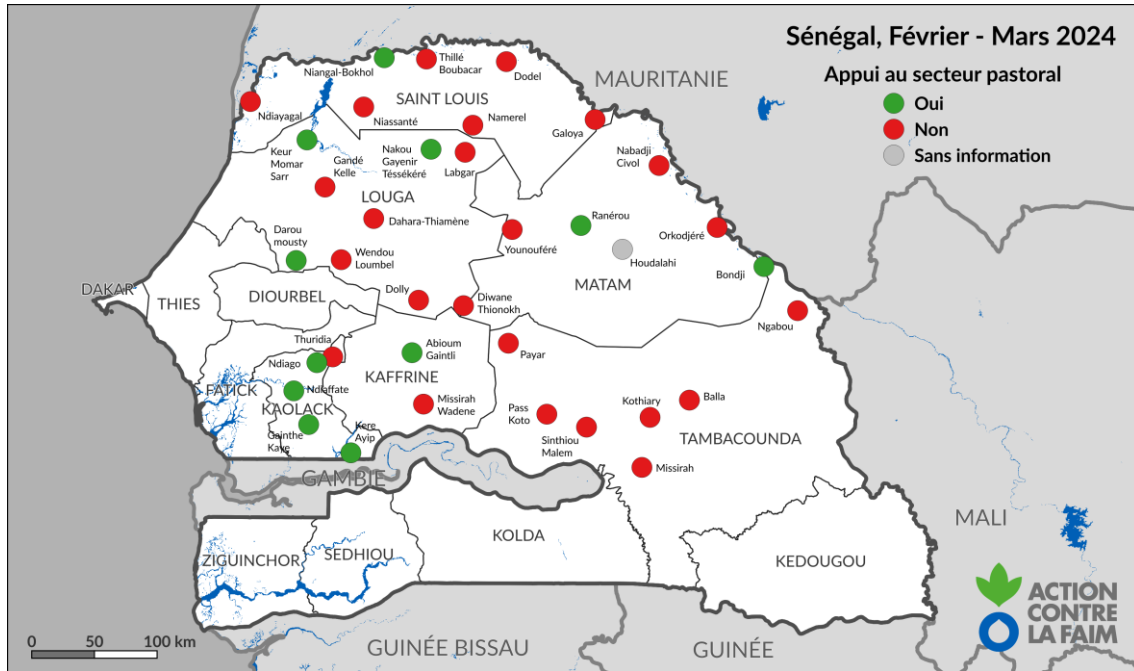 Sénégal, Février - Mars 2024
Appui au secteur pastoral
Oui
Non
Sans information
MAURITANIE
Niangal-Bokhol
Thillé
Boubacar
Dodel
SAINT LOUIS
Ndiayagal
Niassanté
Namerel
Galoya
Keur
Momar
Sarr
Gandé
Kelle
Nakou
Gayenir
Téssékéré
Labgar
Nabadji
Civol
LOUGA
Dahara-Thiamène
Ranérou
Younouféré
Orkodjéré
Houdalahi
Darou
mousty
Wendou
Loumbel
Bondji
MATAM
DAKAR
THIES
DIOURBEL
Dolly
Diwane
Thionokh
Ngabou
Thuridia
Ndiago
Abioum
Gaintli
Payar
KAFFRINE
FATICK
Ndiaffate
KAOLACK
Missirah
Wadene
Pass
Koto
Kothiary
Balla
Gainthe
Kaye
Kere
Ayip
Sinthiou
Malem
TAMBACOUNDA
Missirah
GAMBIE
MALI
KOLDA
ZIGUINCHOR
SEDHIOU
KEDOUGOU
ACTION
CONTRE
LA FAIM
0 50 100 km
GUINÉE BISSAU
GUINÉE